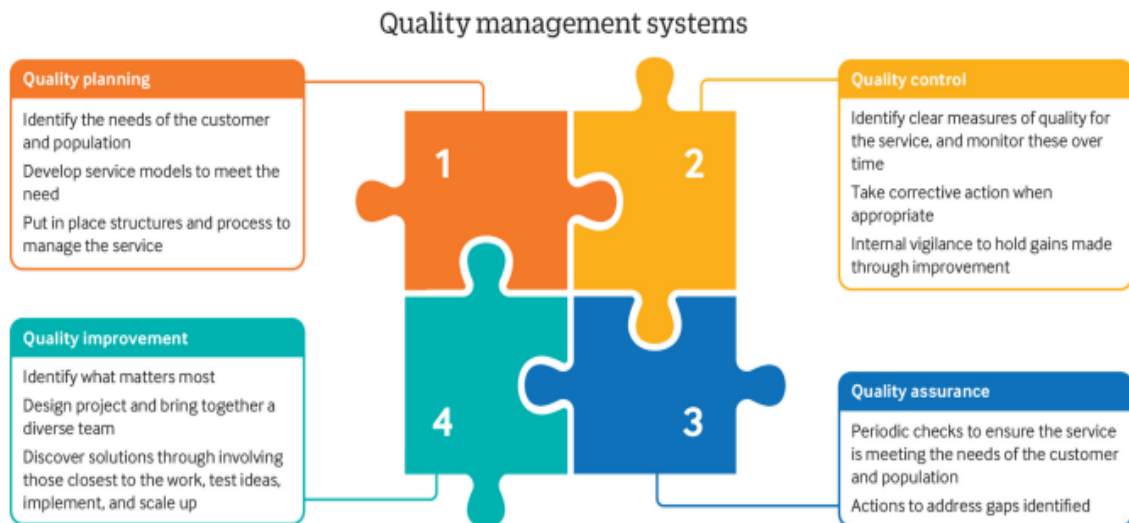 Quality management systems
Quality planning
Identify the needs of the customer
and population
Develop service models to meet the
need
Put in place structures and process to
manage the service
1
2
Quality control
Identify clear measures of quality for
the service, and monitor these over
time
Take corrective action when
appropriate
Internal vigilance to hold gains made
through improvement
Quality improvement
Identify what matters most
Design project and bring together a
diverse team
Discover solutions through involving
those closest to the work, test ideas,
implement, and scale up
4
3
Quality assurance
Periodic checks to ensure the service
is meeting the needs of the customer
and population
Actions to address gaps identified